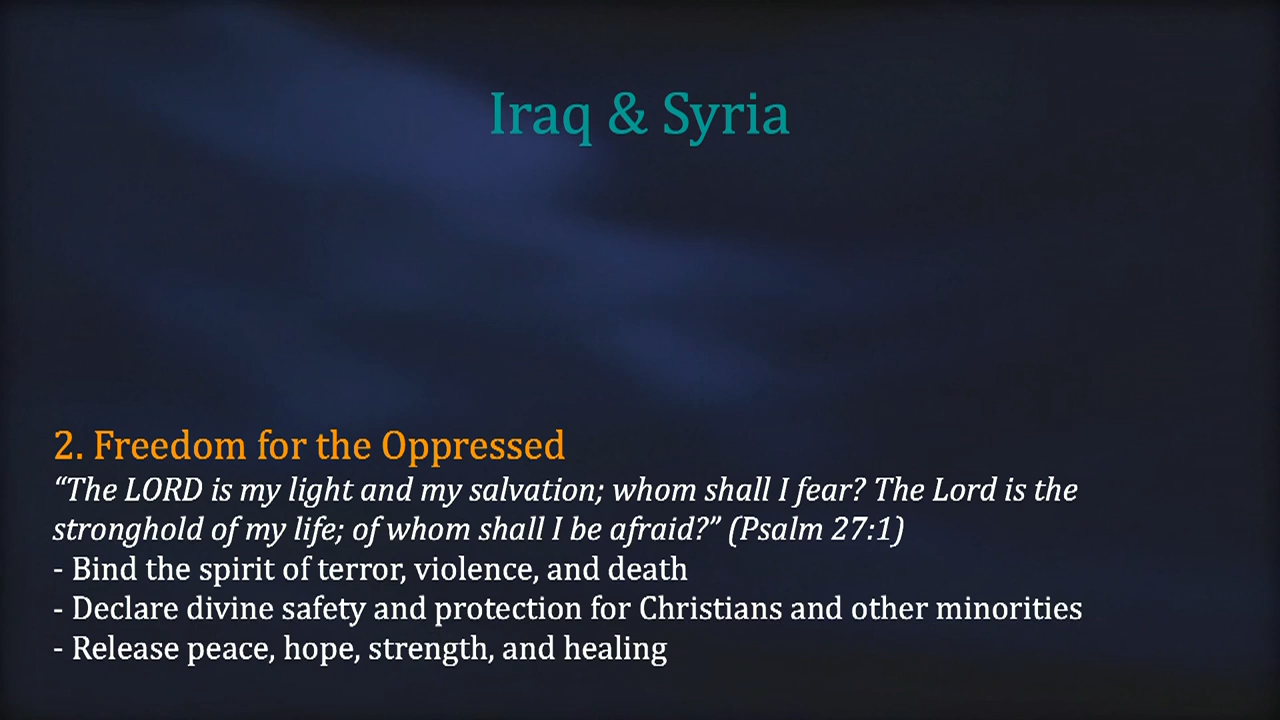 Iraq & Syria
2. Freedom for the Oppressed
“The LORD is my light and my salvation; whom shall I fear? The Lord is the
stronghold of my life; of whom shall I be afraid?” (Psalm 27:1)
- Bind the spirit of terror, violence, and death
- Declare divine safety and protection for Christians and other minorities
- Release peace, hope, strength, and healing